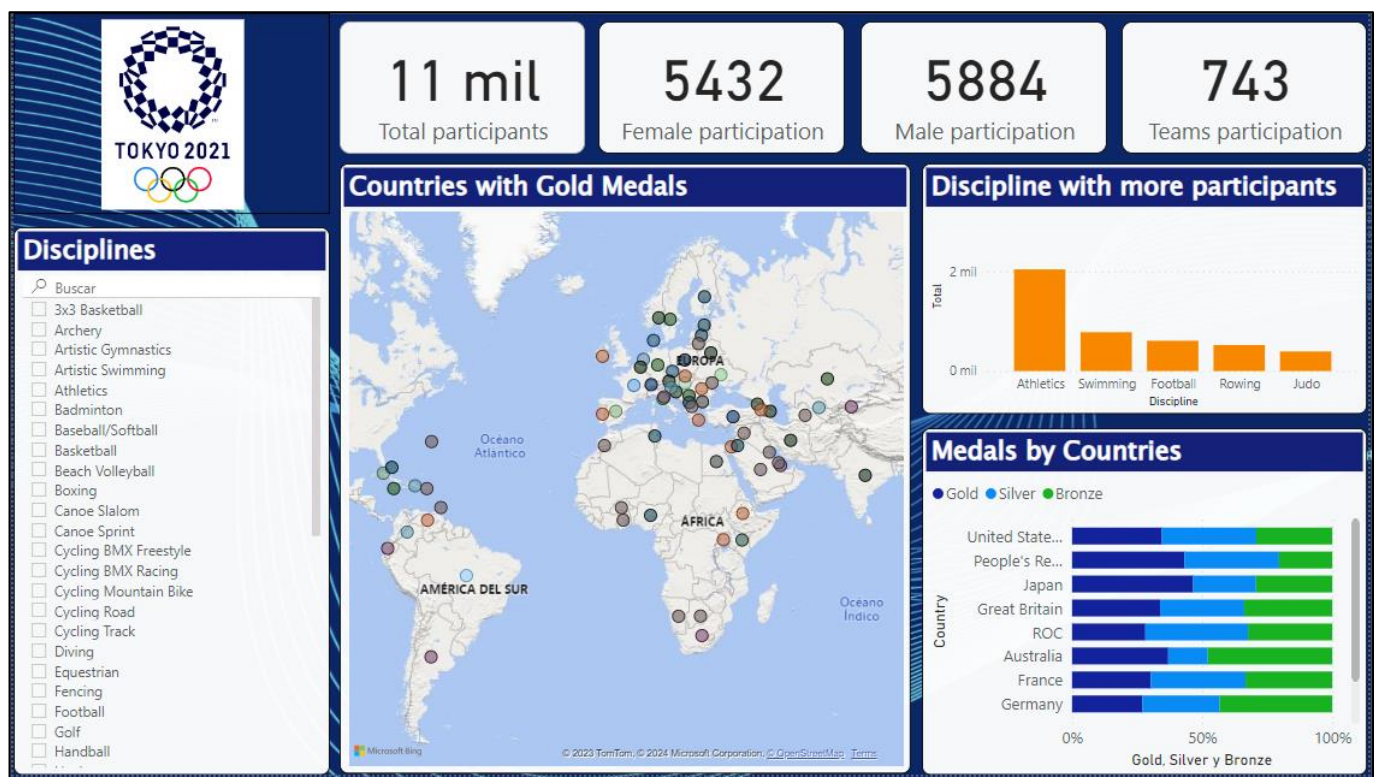 TOKYO 2021
11 mil
Total participants
5432
Female participation
5884
Male participation
743
Teams participation
Disciplines
Buscar
3x3 Basketball
Archery
Artistic Gymnastics
Artistic Swimming
Athletics
Badminton
Baseball/Softball
Basketball
Beach Volleyball
Boxing
Canoe Slalom
Canoe Sprint
Cycling BMX Freestyle
Cycling BMX Racing
Cycling Mountain Bike
Cycling Road
Cycling Track
Diving
Equestrian
Fencing
Football
Golf
Handball
Countries with Gold Medals
EUROPA
Océano
Atlántico
ÁFRICA
AMÉRICA DEL SUR
Océano
Índico
Microsoft Bing
© 2023 TomTom, © 2024 Microsoft Corporation, © OpenStreetMap Terms
Discipline with more participants
Total
2 mil
0 mil
Athletics Swimming Football Rowing Judo
Discipline
Medals by Countries
Gold Silver Bronze
Country
United State...
People's Re...
Japan
Great Britain
ROC
Australia
France
Germany
0% 50% 100%
Gold, Silver y Bronze